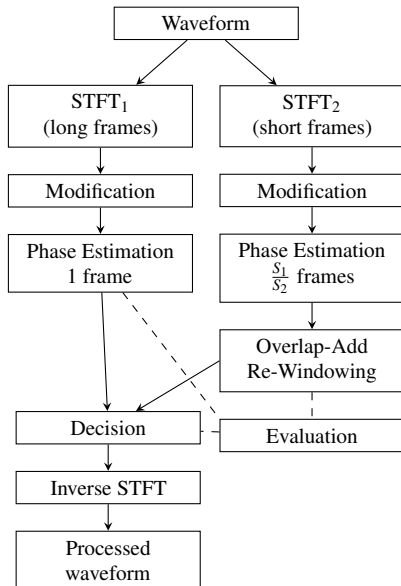 Waveform
STFT₁
(long frames)
STFT₂
(short frames)
Modification
Modification
Phase Estimation
1 frame
Phase Estimation
S₁/S₂ frames
Overlap-Add
Re-Windowing
Decision
Evaluation
Inverse STFT
Processed
waveform